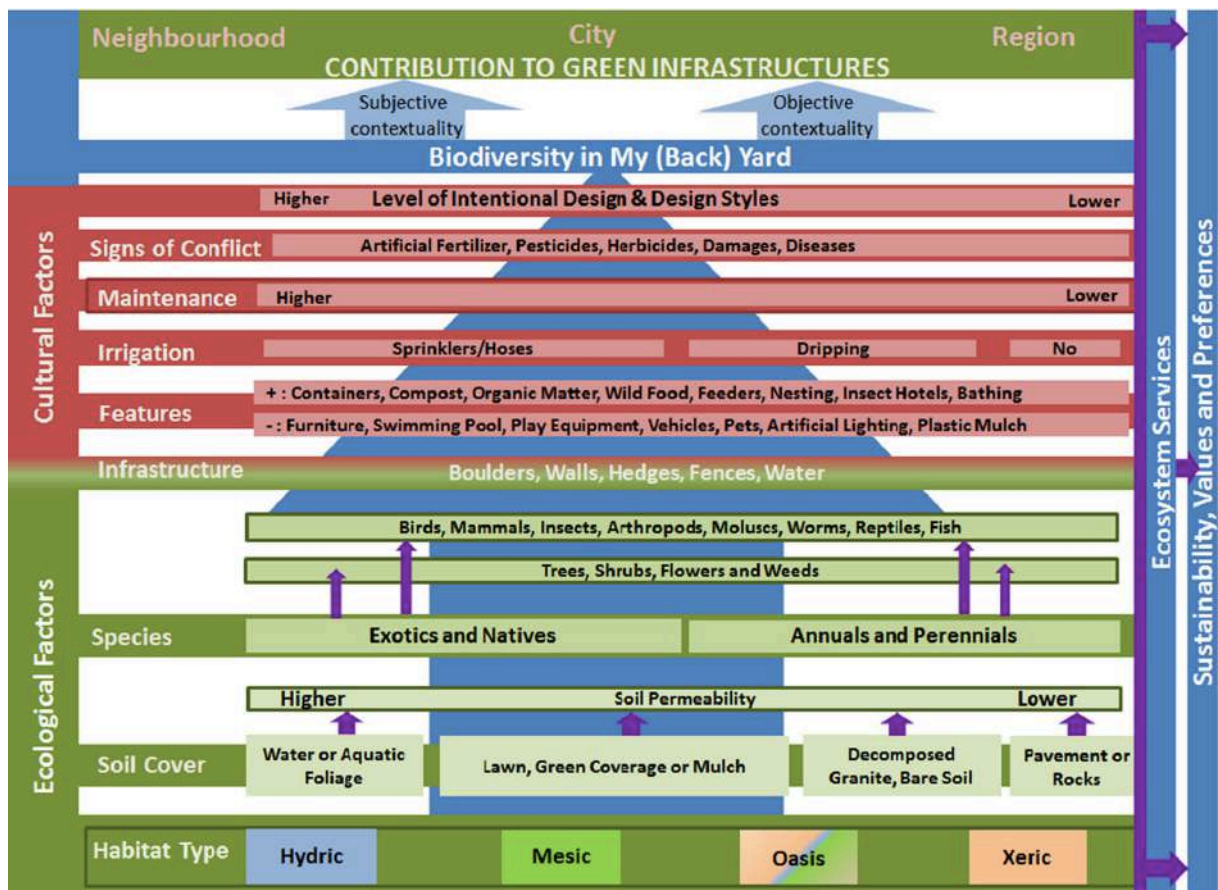 Neighbourhood City Region
CONTRIBUTION TO GREEN INFRASTRUCTURES
Subjective
contextuality
Objective
contextuality
Biodiversity in My (Back) Yard
Cultural Factors
Higher Level of Intentional Design & Design Styles Lower
Signs of Conflict Artificial Fertilizer, Pesticides, Herbicides, Damages, Diseases
Maintenance Higher Lower
Irrigation Sprinklers/Hoses Dripping No
Features
+ : Containers, Compost, Organic Matter, Wild Food, Feeders, Nesting, Insect Hotels, Bathing
- : Furniture, Swimming Pool, Play Equipment, Vehicles, Pets, Artificial Lighting, Plastic Mulch
Infrastructure Boulders, Walls, Hedges, Fences, Water
Ecological Factors
Birds, Mammals, Insects, Arthropods, Moluscs, Worms, Reptiles, Fish
Trees, Shrubs, Flowers and Weeds
Species Exotics and Natives Annuals and Perennials
Higher Soil Permeability Lower
Soil Cover
Water or Aquatic
Foliage
Lawn, Green Coverage or Mulch
Decomposed
Granite, Bare Soil
Pavement or
Rocks
Habitat Type Hydric Mesic Oasis Xeric
Ecosystem Services
Sustainability, Values and Preferences